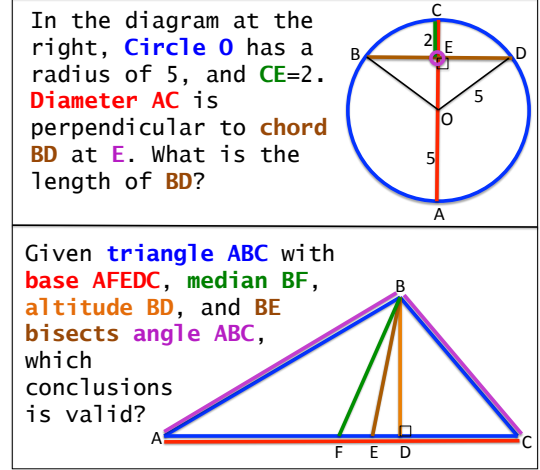 In the diagram at the
right, Circle O has a
radius of 5, and CE=2.
Diameter AC is
perpendicular to chord
BD at E. What is the
length of BD?
C
2
E
B
D
5
O
5
A
Given triangle ABC with
base AFEDC, median BF,
altitude BD, and BE
bisects angle ABC,
which
conclusions
is valid?
B
A
F
E
D
C